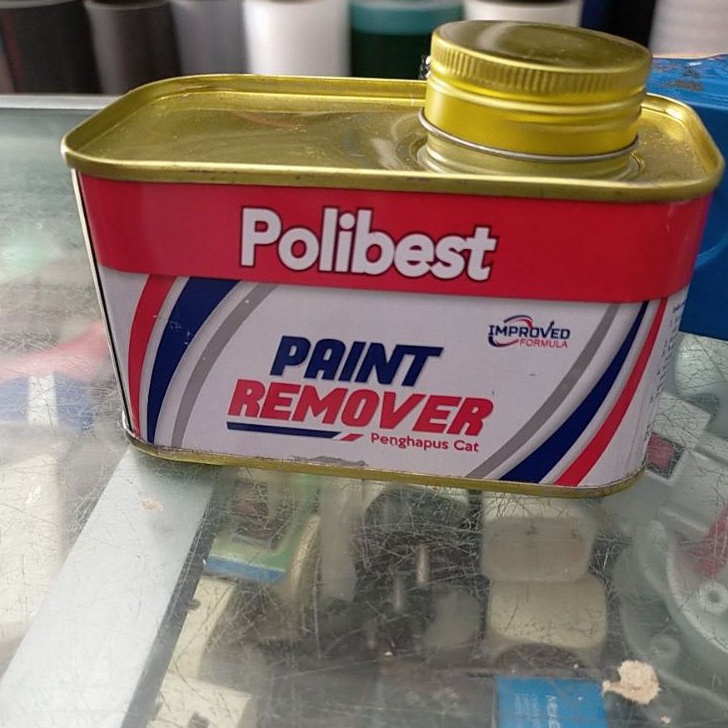 Polibest
IMPROVED
FORMULA
PAINT
REMOVER
Penghapus Cat